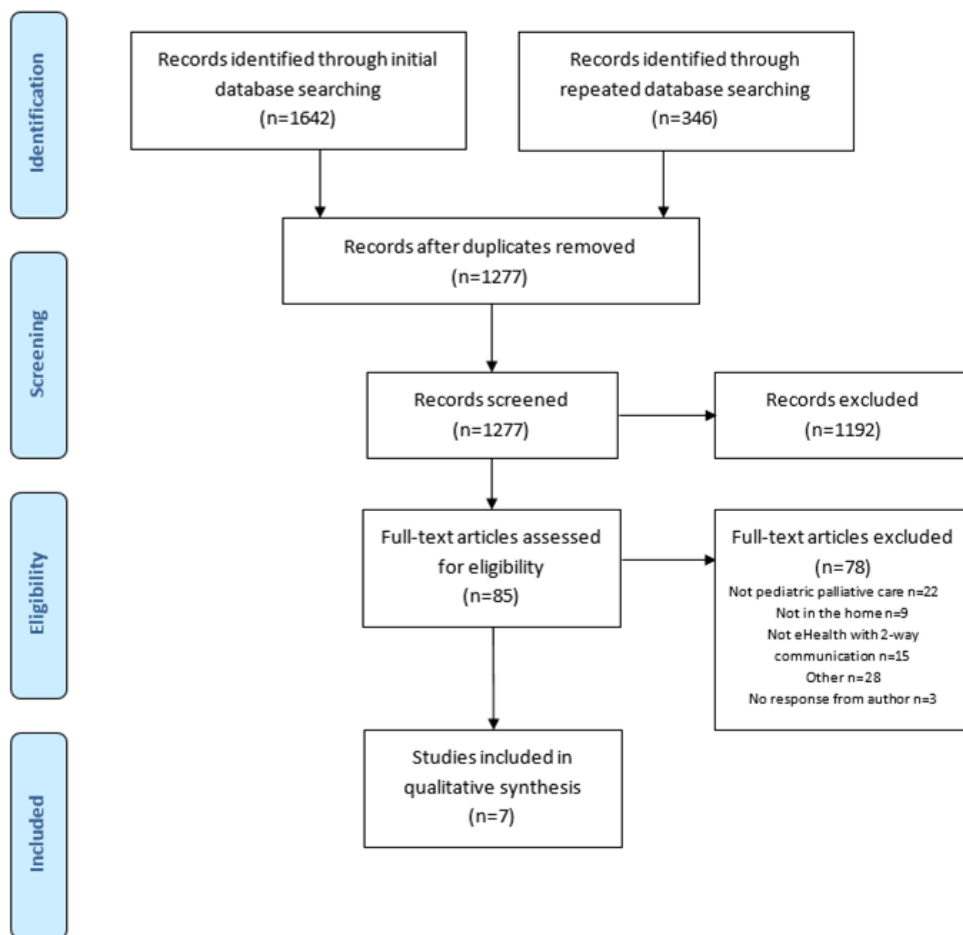 Identification
Records identified through initial
database searching
(n=1642)
Records identified through
repeated database searching
(n=346)
Records after duplicates removed
(n=1277)
Screening
Records screened
(n=1277)
Records excluded
(n=1192)
Eligibility
Full-text articles assessed
for eligibility
(n=85)
Full-text articles excluded
(n=78)
Not pediatric palliative care n=22
Not in the home n=9
Not eHealth with 2-way
communication n=15
Other n=28
No response from author n=3
Included
Studies included in
qualitative synthesis
(n=7)